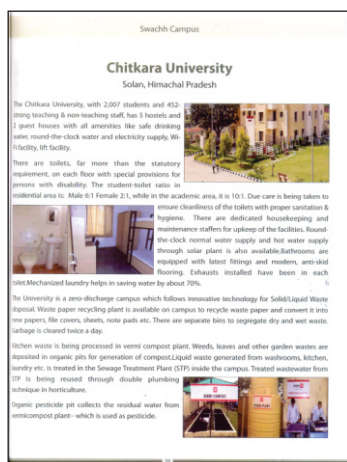 Swachh Campus
Chitkara University
Solan, Himachal Pradesh
The Chitkara University, with 2,007 students and 452-
strong teaching & non-teaching staff, has 5 hostels and
2 guest houses with all amenities like safe drinking
water, round-the-clock water and electricity supply, Wi-
Fi facility, lift facility.
There are toilets, far more than the statutory
requirement, on each floor with special provisions for
persons with disability. The student-toilet ratio in
residential area is: Male 6:1 Female 2:1, while in the academic area, it is 10:1. Due care is being taken to
ensure cleanliness of the toilets with proper sanitation &
hygiene. There are dedicated housekeeping and
maintenance staffers for upkeep of the facilities. Round-
the-clock normal water supply and hot water supply
through solar plant is also available.Bathrooms are
equipped with latest fittings and modern, anti-skid
flooring. Exhausts installed have been in each
toilet.Mechanized laundry helps in saving water by about 70%.
The University is a zero-discharge campus which follows innovative technology for Solid/Liquid Waste
disposal. Waste paper recycling plant is available on campus to recycle waste paper and convert it into
new papers, file covers, sheets, note pads etc. There are separate bins to segregate dry and wet waste.
Garbage is cleared twice a day.
Kitchen waste is being processed in vermi compost plant. Weeds, leaves and other garden wastes are
deposited in organic pits for generation of compost.Liquid waste generated from washrooms, kitchen,
laundry etc. is treated in the Sewage Treatment Plant (STP) inside the campus. Treated wastewater from
STP is being reused through double plumbing
technique in horticulture.
Organic pesticide pit collects the residual water from
vermicompost plant– which is used as pesticide.